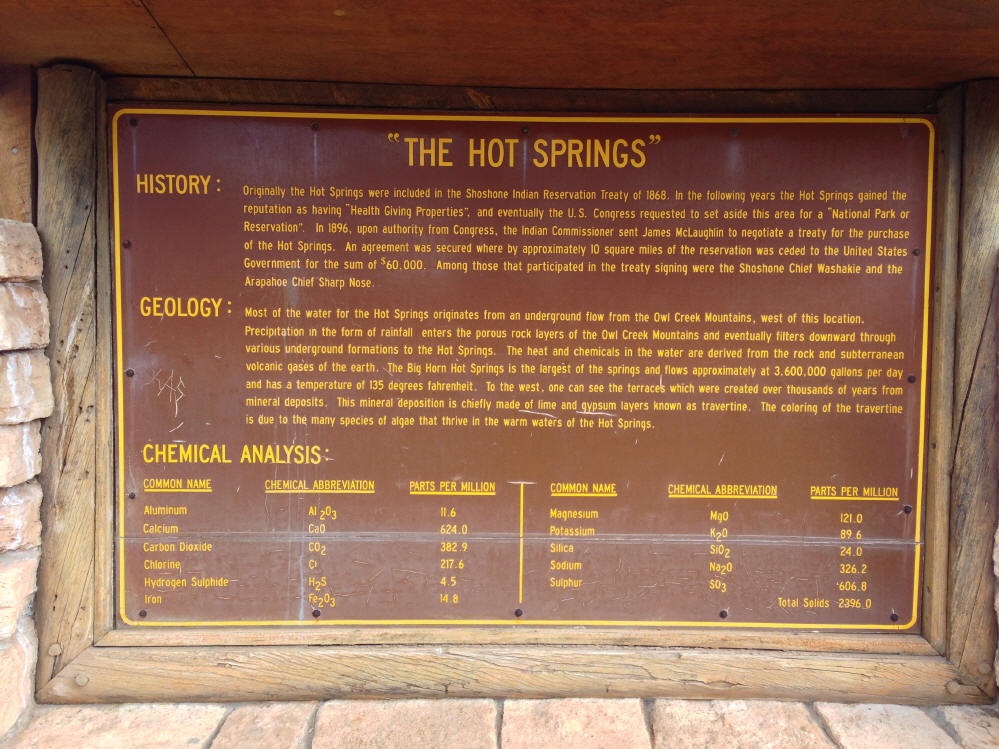 "THE HOT SPRINGS"
HISTORY: Originally the Hot Springs were included in the Shoshone Indian Reservation Treaty of 1868. In the following years the Hot Springs gained the
reputation as having "Health Giving Properties", and eventually the U.S. Congress requested to set aside this area for a "National Park or
Reservation". In 1896, upon authority from Congress, the Indian Commissioner sent James McLaughlin to negotiate a treaty for the purchase
of the Hot Springs. An agreement was secured where by approximately 10 square miles of the reservation was ceded to the United States
Government for the sum of $60,000. Among those that participated in the treaty signing were the Shoshone Chief Washakie and the
Arapahoe Chief Sharp Nose.
GEOLOGY: Most of the water for the Hot Springs originates from an underground flow from the Owl Creek Mountains, west of this location.
Precipitation in the form of rainfall enters the porous rock layers of the Owl Creek Mountains and eventually filters downward through
various underground formations to the Hot Springs. The heat and chemicals in the water are derived from the rock and subterranean
volcanic gases of the earth. The Big Horn Hot Springs is the largest of the springs and flows approximately at 3,600,000 gallons per day
and has a temperature of 135 degrees fahrenheit. To the west, one can see the terraces which were created over thousands of years from
mineral deposits. This mineral deposition is chiefly made of lime and gypsum layers known as travertine. The coloring of the travertine
is due to the many species of algae that thrive in the warm waters of the Hot Springs.
CHEMICAL ANALYSIS:
COMMON NAME CHEMICAL ABBREVIATION PARTS PER MILLION
Aluminum Al2O3 11.6
Calcium CaO 624.0
Carbon Dioxide CO2 382.9
Chlorine Cl 217.6
Hydrogen Sulphide H2S 4.5
Iron Fe2O3 14.8
COMMON NAME CHEMICAL ABBREVIATION PARTS PER MILLION
Magnesium MgO 121.0
Potassium K2O 89.6
Silica SiO2 24.0
Sodium Na2O 326.2
Sulphur SO3 606.8
Total Solids 2396.0